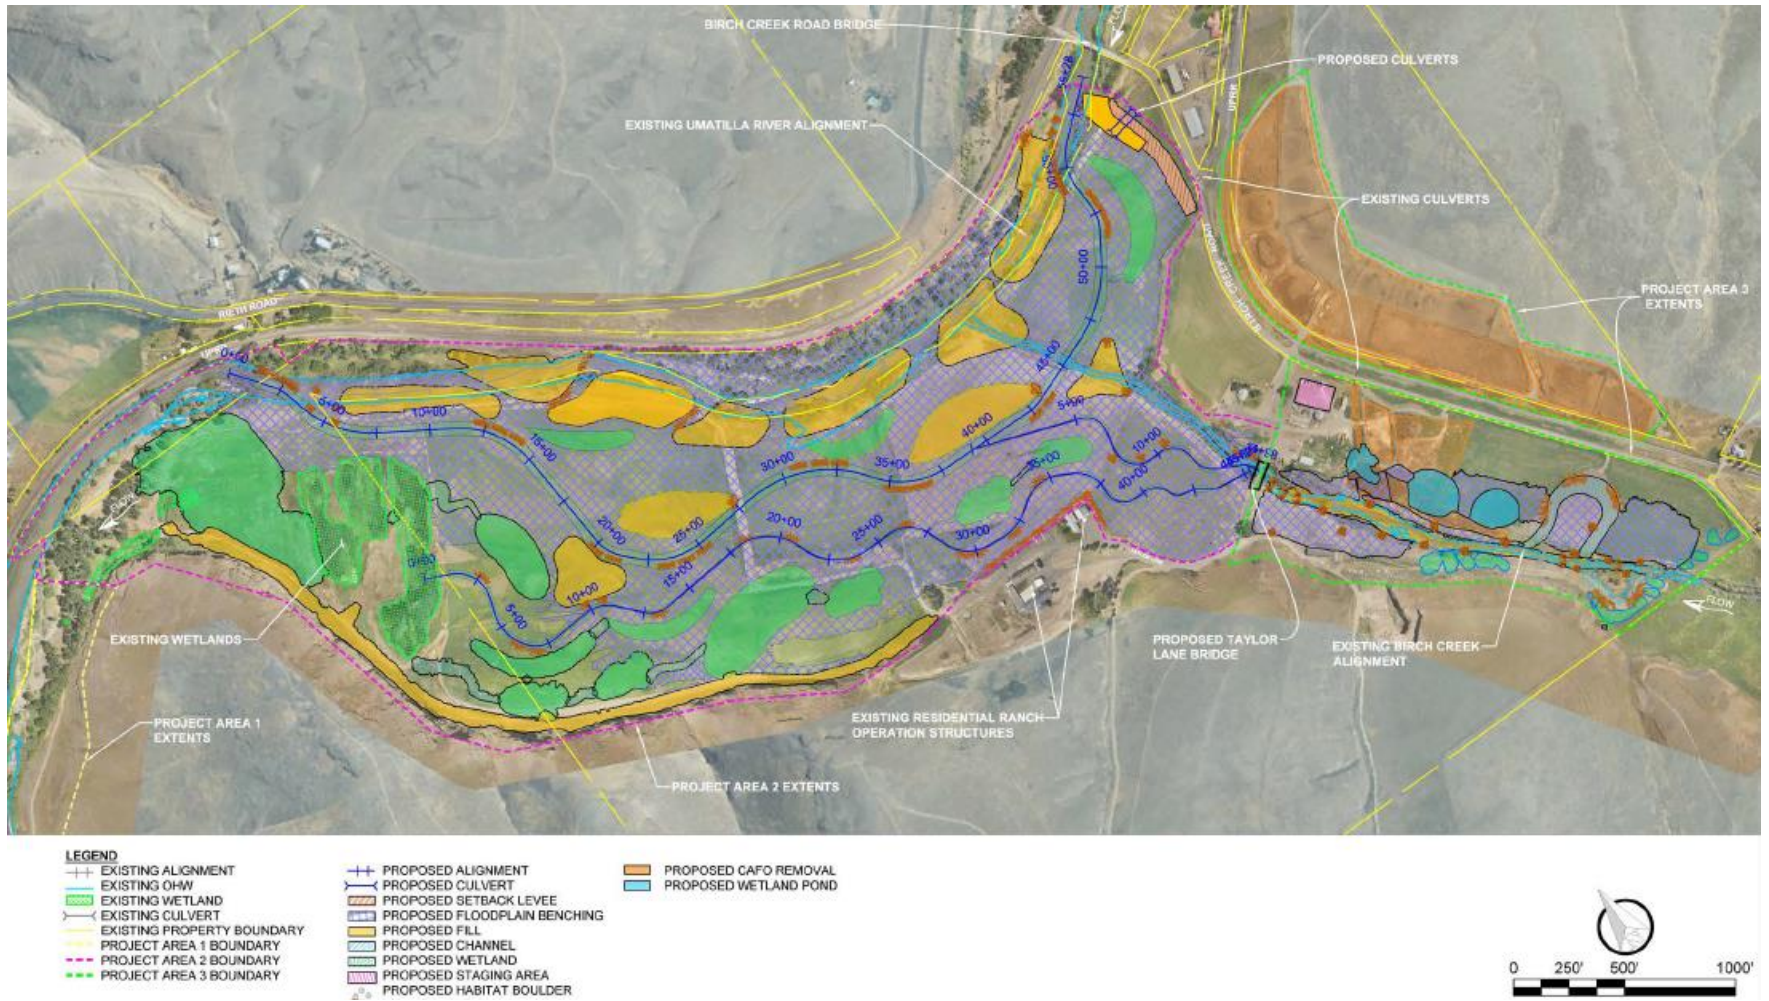 BIRCH CREEK ROAD BRIDGE
PROPOSED CULVERTS
UPRR
EXISTING UMATILLA RIVER ALIGNMENT
EXISTING CULVERTS
BIRCH CREEK ROAD
PROJECT AREA 3
EXTENTS
RIETH ROAD
50+00
45+00
0+00
5+00
10+00
15+00
40+00
5+00
10+00
30+00
35+00
35+00
40+00
20+00
25+00
20+00
25+00
30+00
15+00
10+00
5+00
FLOW
FLOW
EXISTING WETLANDS
PROPOSED TAYLOR
LANE BRIDGE
EXISTING BIRCH CREEK
ALIGNMENT
PROJECT AREA 1
EXTENTS
EXISTING RESIDENTIAL RANCH
OPERATION STRUCTURES
PROJECT AREA 2 EXTENTS
LEGEND
EXISTING ALIGNMENT
EXISTING OHW
EXISTING WETLAND
EXISTING CULVERT
EXISTING PROPERTY BOUNDARY
PROJECT AREA 1 BOUNDARY
PROJECT AREA 2 BOUNDARY
PROJECT AREA 3 BOUNDARY
PROPOSED ALIGNMENT
PROPOSED CULVERT
PROPOSED SETBACK LEVEE
PROPOSED FLOODPLAIN BENCHING
PROPOSED FILL
PROPOSED CHANNEL
PROPOSED WETLAND
PROPOSED STAGING AREA
PROPOSED HABITAT BOULDER
PROPOSED CAFO REMOVAL
PROPOSED WETLAND POND
0 250' 500' 1000'